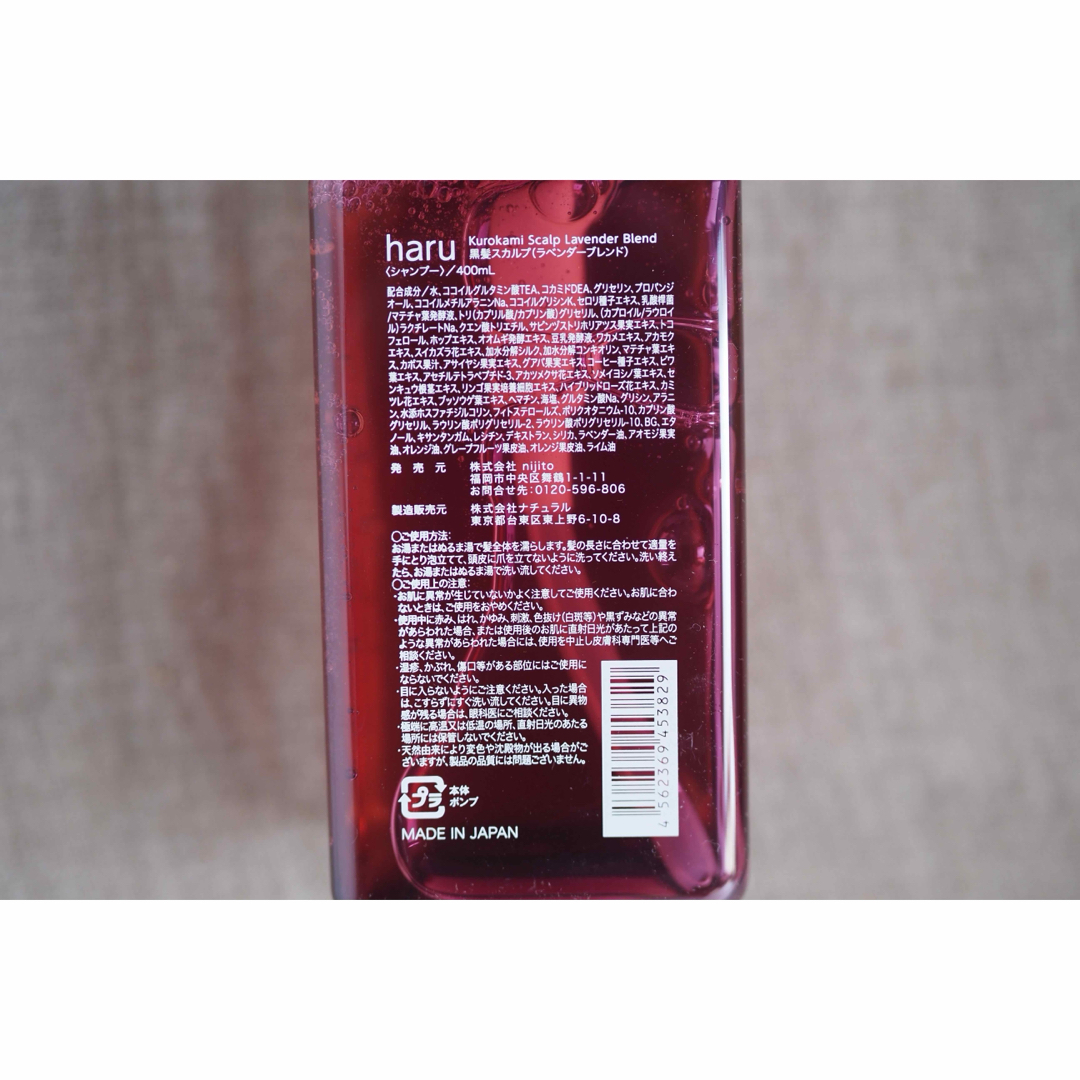 haru Kurokami Scalp Lavender Blend
黒髪スカルプ(ラベンダーブレンド)
〈シャンプー〉/400mL
配合成分/水、ココイルグルタミン酸TEA、コカミドDEA、グリセリン、プロパンジ
オール、ココイルメチルアラニンNa、ココイルグリシンK、セロリ種子エキス、乳酸桿菌
/マテチャ葉発酵液、トリ(カプリル酸/カプリン酸)グリセリル、(カプロイル/ラウロイ
ル)ラクチレートNa、クエン酸トリエチル、サピンヅストリホリアツス果実エキス、トコ
フェロール、ホップエキス、オオムギ発酵エキス、豆乳発酵液、ワカメエキス、アカモク
エキス、スイカズラ花エキス、加水分解シルク、加水分解コンキオリン、マテチャ葉エキ
ス、カボス果汁、アサイヤシ果実エキス、グアバ果実エキス、コーヒー種子エキス、ビワ
葉エキス、アセチルテトラペプチド-3、アカツメクサ花エキス、ソメイヨシノ葉エキス、セ
ンキュウ根茎エキス、リンゴ果実培養細胞エキス、ハイブリッドローズ花エキス、カミ
ツレ花エキス、ブッソウゲ葉エキス、ヘマチン、海塩、グルタミン酸Na、グリシン、アラニ
ン、水添ホスファチジルコリン、フィトステロールズ、ポリクオタニウム-10、カプリン酸
グリセリル、ラウリン酸ポリグリセリル-2、ラウリン酸ポリグリセリル-10、BG、エタ
ノール、キサンタンガム、レシチン、デキストラン、シリカ、ラベンダー油、アオモジ果実
油、オレンジ油、グレープフルーツ果皮油、オレンジ果皮油、ライム油
発売元 株式会社 nijito
福岡市中央区舞鶴1-1-11
お問合せ先:0120-596-806
製造販売元 株式会社ナチュラル
東京都台東区東上野6-10-8
○ご使用方法:
お湯またはぬるま湯で髪全体を濡らします。髪の長さに合わせて適量を
手にとり泡立てて、頭皮に爪を立てないように洗ってください。洗い終え
たら、お湯またはぬるま湯で洗い流してください。
○ご使用上の注意:
・お肌に異常が生じていないかよく注意してご使用ください。お肌に合わ
ないときは、ご使用をおやめください。
・使用中に赤み、はれ、かゆみ、刺激、色抜け(白斑等)や黒ずみなどの異常
があらわれた場合、または使用後のお肌に直射日光があたって上記の
ような異常があらわれた場合には、使用を中止し皮膚科専門医等へご
相談ください。
・湿疹、かぶれ、傷口等がある部位にはご使用に
ならないでください。
・目に入らないようにご注意ください。入った場合
は、こすらずにすぐ洗い流してください。目に異物
感が残る場合は、眼科医にご相談ください。
・極端に高温又は低温の場所、直射日光のあたる
場所には保管しないでください。
・天然由来により変色や沈殿物が出る場合がご
ざいますが、製品の品質には問題ございません。
プラ 本体
ポンプ
MADE IN JAPAN
4562369453829